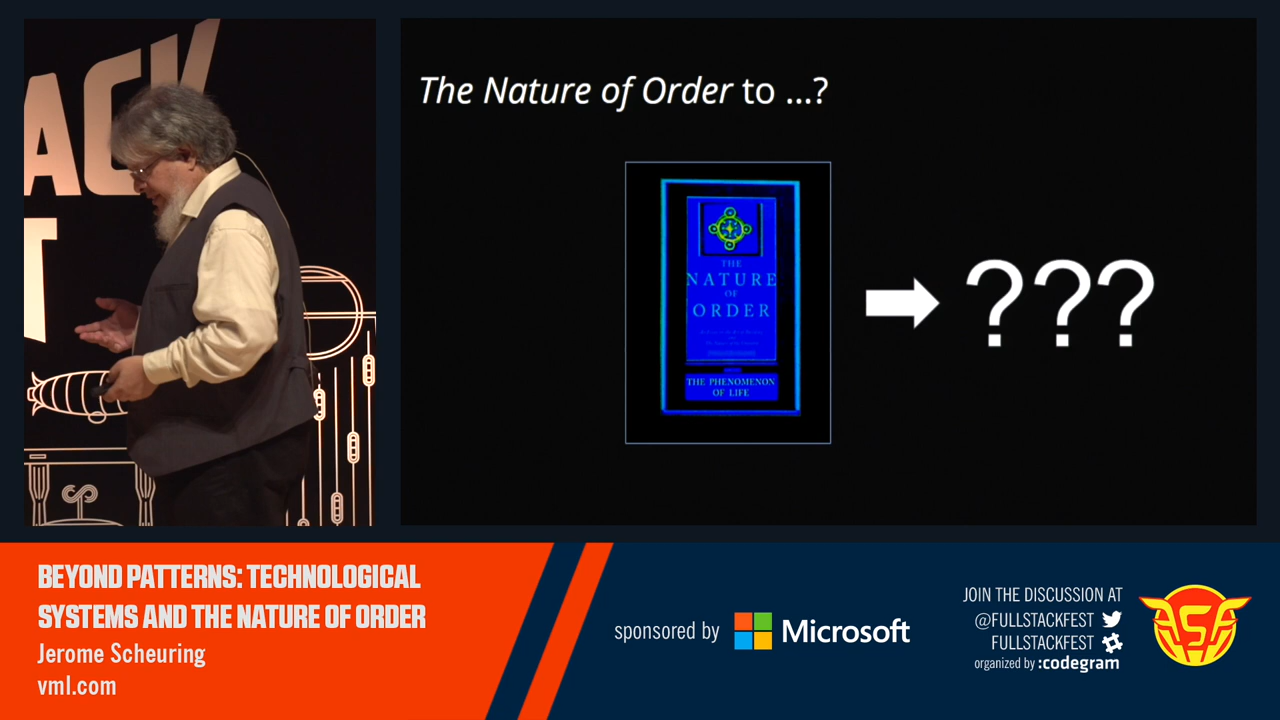 ACK
T
The Nature of Order to ...?
THE
NATURE
OF
ORDER
THE PHENOMENON
OF LIFE
???
BEYOND PATTERNS: TECHNOLOGICAL
SYSTEMS AND THE NATURE OF ORDER
Jerome Scheuring
vml.com
sponsored by Microsoft
JOIN THE DISCUSSION AT
@FULLSTACKFEST
FULLSTACKFEST
organized by :codegram
FSF